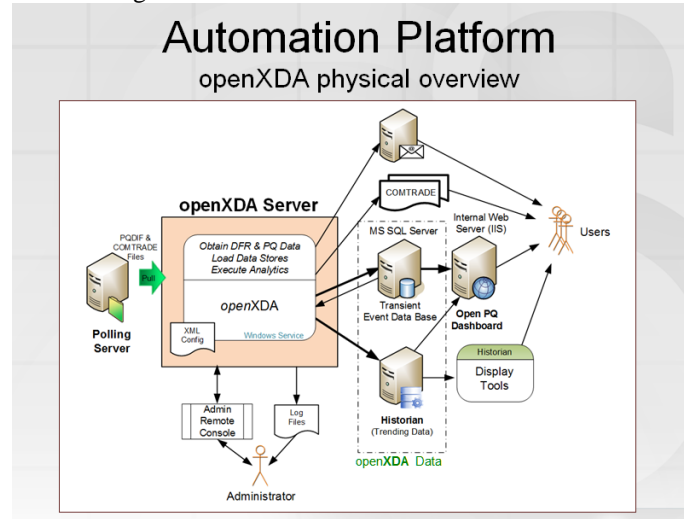 Automation Platform
openXDA physical overview
openXDA Server
PQDIF &
COMTRADE
Files
Pull
Polling
Server
Obtain DFR & PQ Data
Load Data Stores
Execute Analytics
openXDA
Windows Service
XML
Config
Admin
Remote
Console
Log
Files
Administrator
COMTRADE
MS SQL Server
Transient
Event Data Base
Historian
(Trending Data)
openXDA Data
Internal Web
Server (IIS)
Open PQ
Dashboard
Historian
Display
Tools
Users